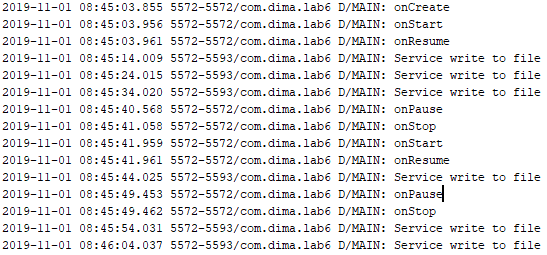 2019-11-01 08:45:03.855 5572-5572/com.dima.lab6 D/MAIN: onCreate
2019-11-01 08:45:03.956 5572-5572/com.dima.lab6 D/MAIN: onStart
2019-11-01 08:45:03.961 5572-5572/com.dima.lab6 D/MAIN: onResume
2019-11-01 08:45:14.009 5572-5593/com.dima.lab6 D/MAIN: Service write to file
2019-11-01 08:45:24.015 5572-5593/com.dima.lab6 D/MAIN: Service write to file
2019-11-01 08:45:34.020 5572-5593/com.dima.lab6 D/MAIN: Service write to file
2019-11-01 08:45:40.568 5572-5572/com.dima.lab6 D/MAIN: onPause
2019-11-01 08:45:41.058 5572-5572/com.dima.lab6 D/MAIN: onStop
2019-11-01 08:45:41.959 5572-5572/com.dima.lab6 D/MAIN: onStart
2019-11-01 08:45:41.961 5572-5572/com.dima.lab6 D/MAIN: onResume
2019-11-01 08:45:44.025 5572-5593/com.dima.lab6 D/MAIN: Service write to file
2019-11-01 08:45:49.453 5572-5572/com.dima.lab6 D/MAIN: onPause
2019-11-01 08:45:49.462 5572-5572/com.dima.lab6 D/MAIN: onStop
2019-11-01 08:45:54.031 5572-5593/com.dima.lab6 D/MAIN: Service write to file
2019-11-01 08:46:04.037 5572-5593/com.dima.lab6 D/MAIN: Service write to file